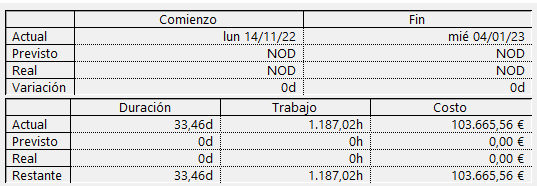 Comienzo Fin
Actual lun 14/11/22 mié 04/01/23
Previsto NOD NOD
Real NOD NOD
Variación 0d 0d
Duración Trabajo Costo
Actual 33,46d 1.187,02h 103.665,56 €
Previsto 0d 0h 0,00 €
Real 0d 0h 0,00 €
Restante 33,46d 1.187,02h 103.665,56 €